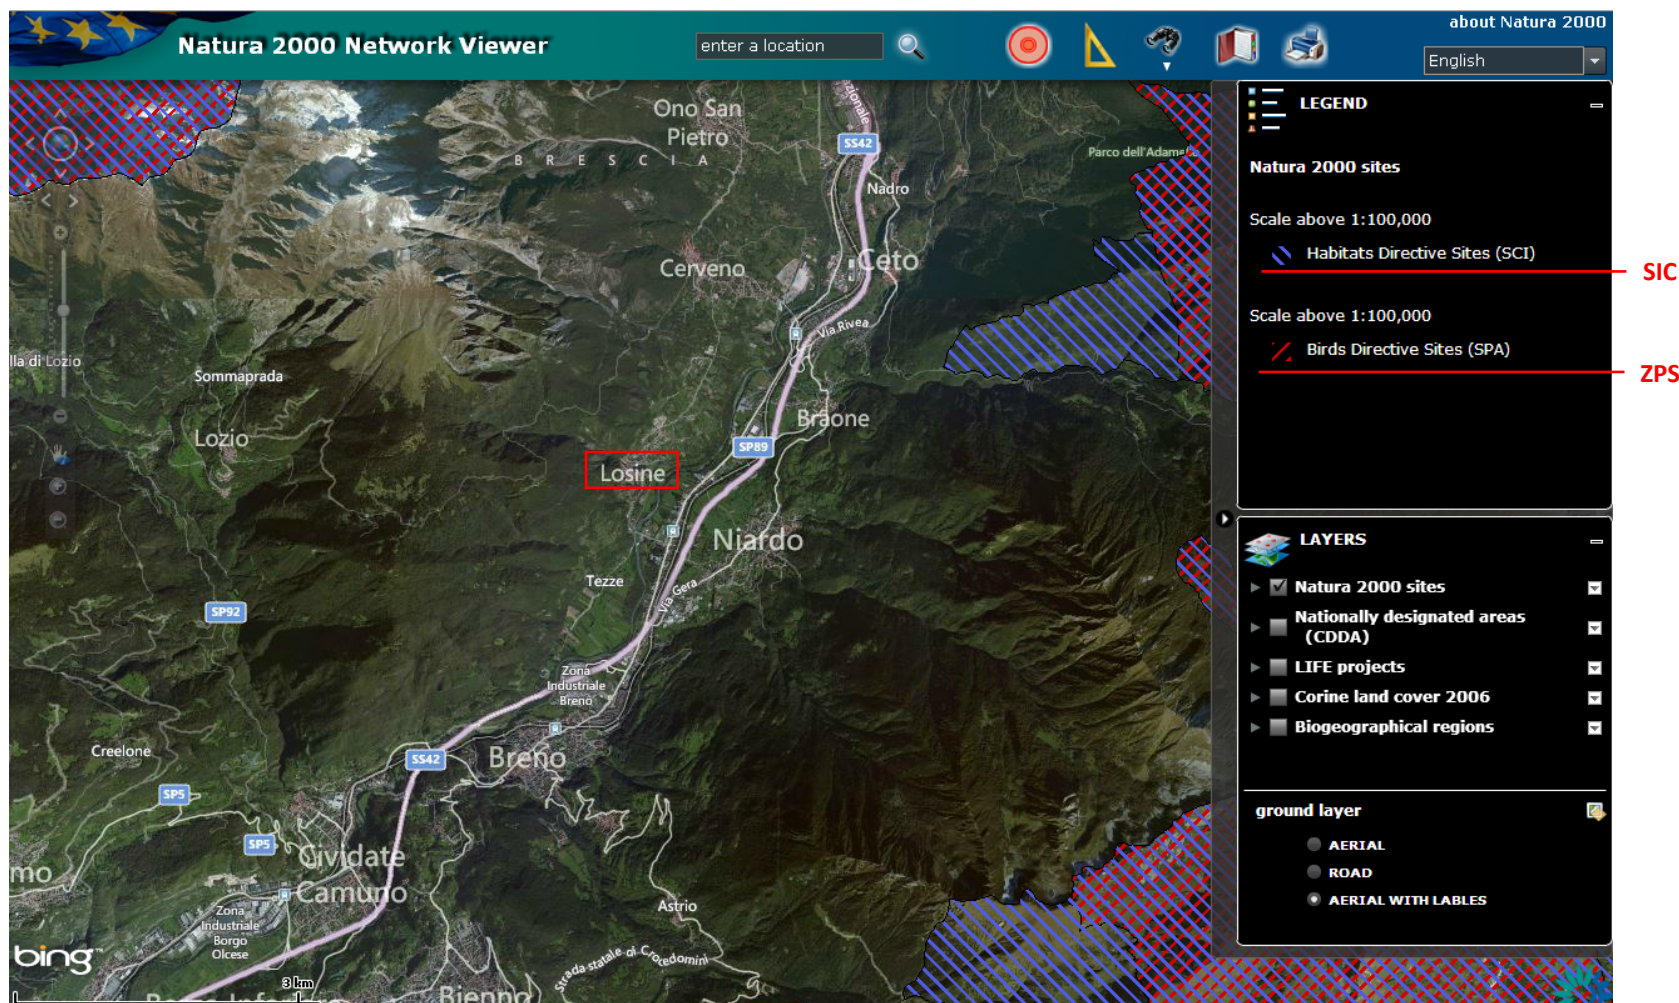 about Natura 2000
Natura 2000 Network Viewer
enter a location
English
LEGEND
Natura 2000 sites
Scale above 1:100,000
Habitats Directive Sites (SCI)
SIC
Scale above 1:100,000
Birds Directive Sites (SPA)
ZPS
LAYERS
Natura 2000 sites
Nationally designated areas
(CDDA)
LIFE projects
Corine land cover 2006
Biogeographical regions
ground layer
AERIAL
ROAD
AERIAL WITH LABLES
Ono San
Pietro
BRESCIA
SS42
Parco dell'Adame
Nadro
Ceto
Cerveno
Via Rivea
lla di Lozio
Sommaprada
Lozio
Braone
SP89
Losine
Niardo
Tezze
Via Gera
SP92
Zona
Industriale
Breno
Creelone
SS42
Breno
SP5
SP5
Cividate
Camuno
mo
Astrio
Zona
Industriale
Borgo
Olcese
Strada statale di Crocedomini
bing
3 km
Bienno